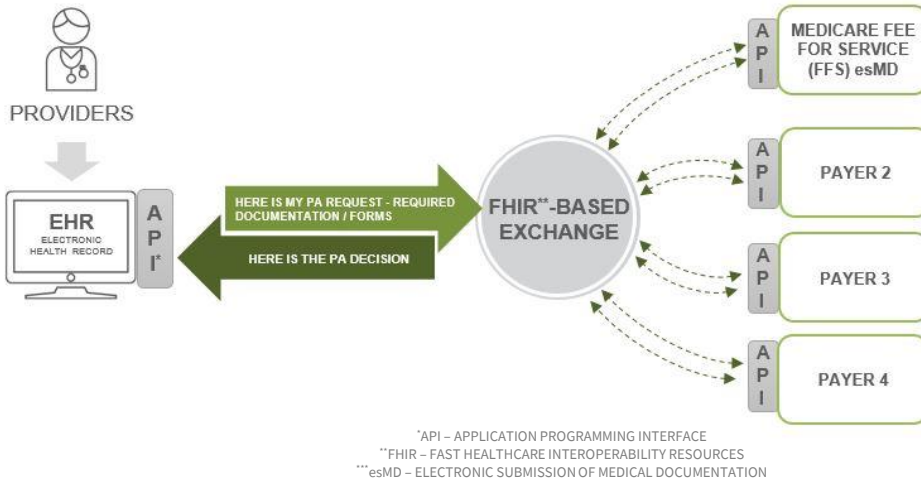 PROVIDERS
EHR
ELECTRONIC
HEALTH RECORD
A
P
I*
HERE IS MY PA REQUEST - REQUIRED
DOCUMENTATION / FORMS
HERE IS THE PA DECISION
FHIR**-BASED
EXCHANGE
A
P
I
MEDICARE FEE
FOR SERVICE
(FFS) esMD
A
P
I
PAYER 2
A
P
I
PAYER 3
A
P
I
PAYER 4
*API – APPLICATION PROGRAMMING INTERFACE
**FHIR – FAST HEALTHCARE INTEROPERABILITY RESOURCES
***esMD – ELECTRONIC SUBMISSION OF MEDICAL DOCUMENTATION